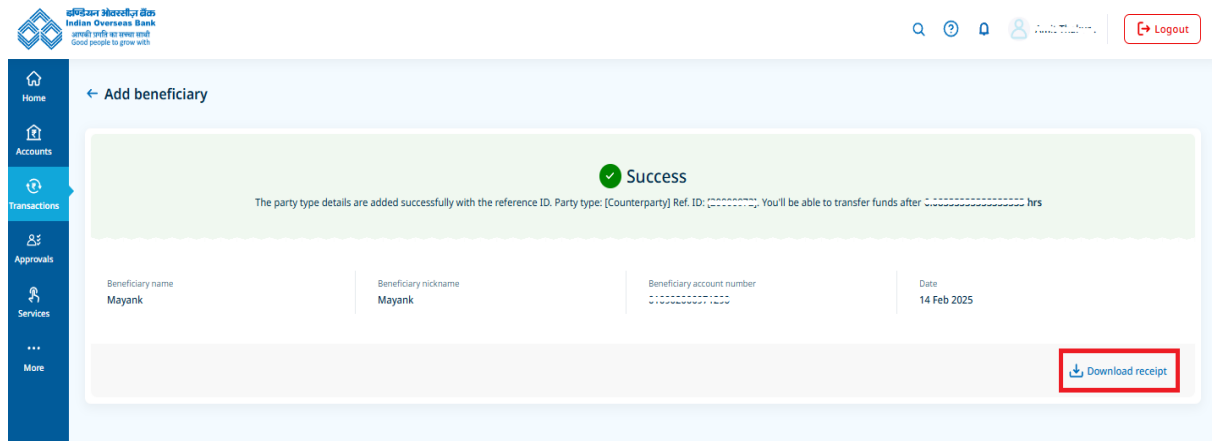 इण्डियन ओवरसीज़ बैंक
Indian Overseas Bank
आपकी प्रगति का सच्चा साथी
Good people to grow with
Logout
Home
Accounts
Transactions
Approvals
Services
More
← Add beneficiary
Success
The party type details are added successfully with the reference ID. Party type: [Counterparty] Ref. ID: You'll be able to transfer funds after hrs
Beneficiary name
Mayank
Beneficiary nickname
Mayank
Beneficiary account number
Date
14 Feb 2025
Download receipt